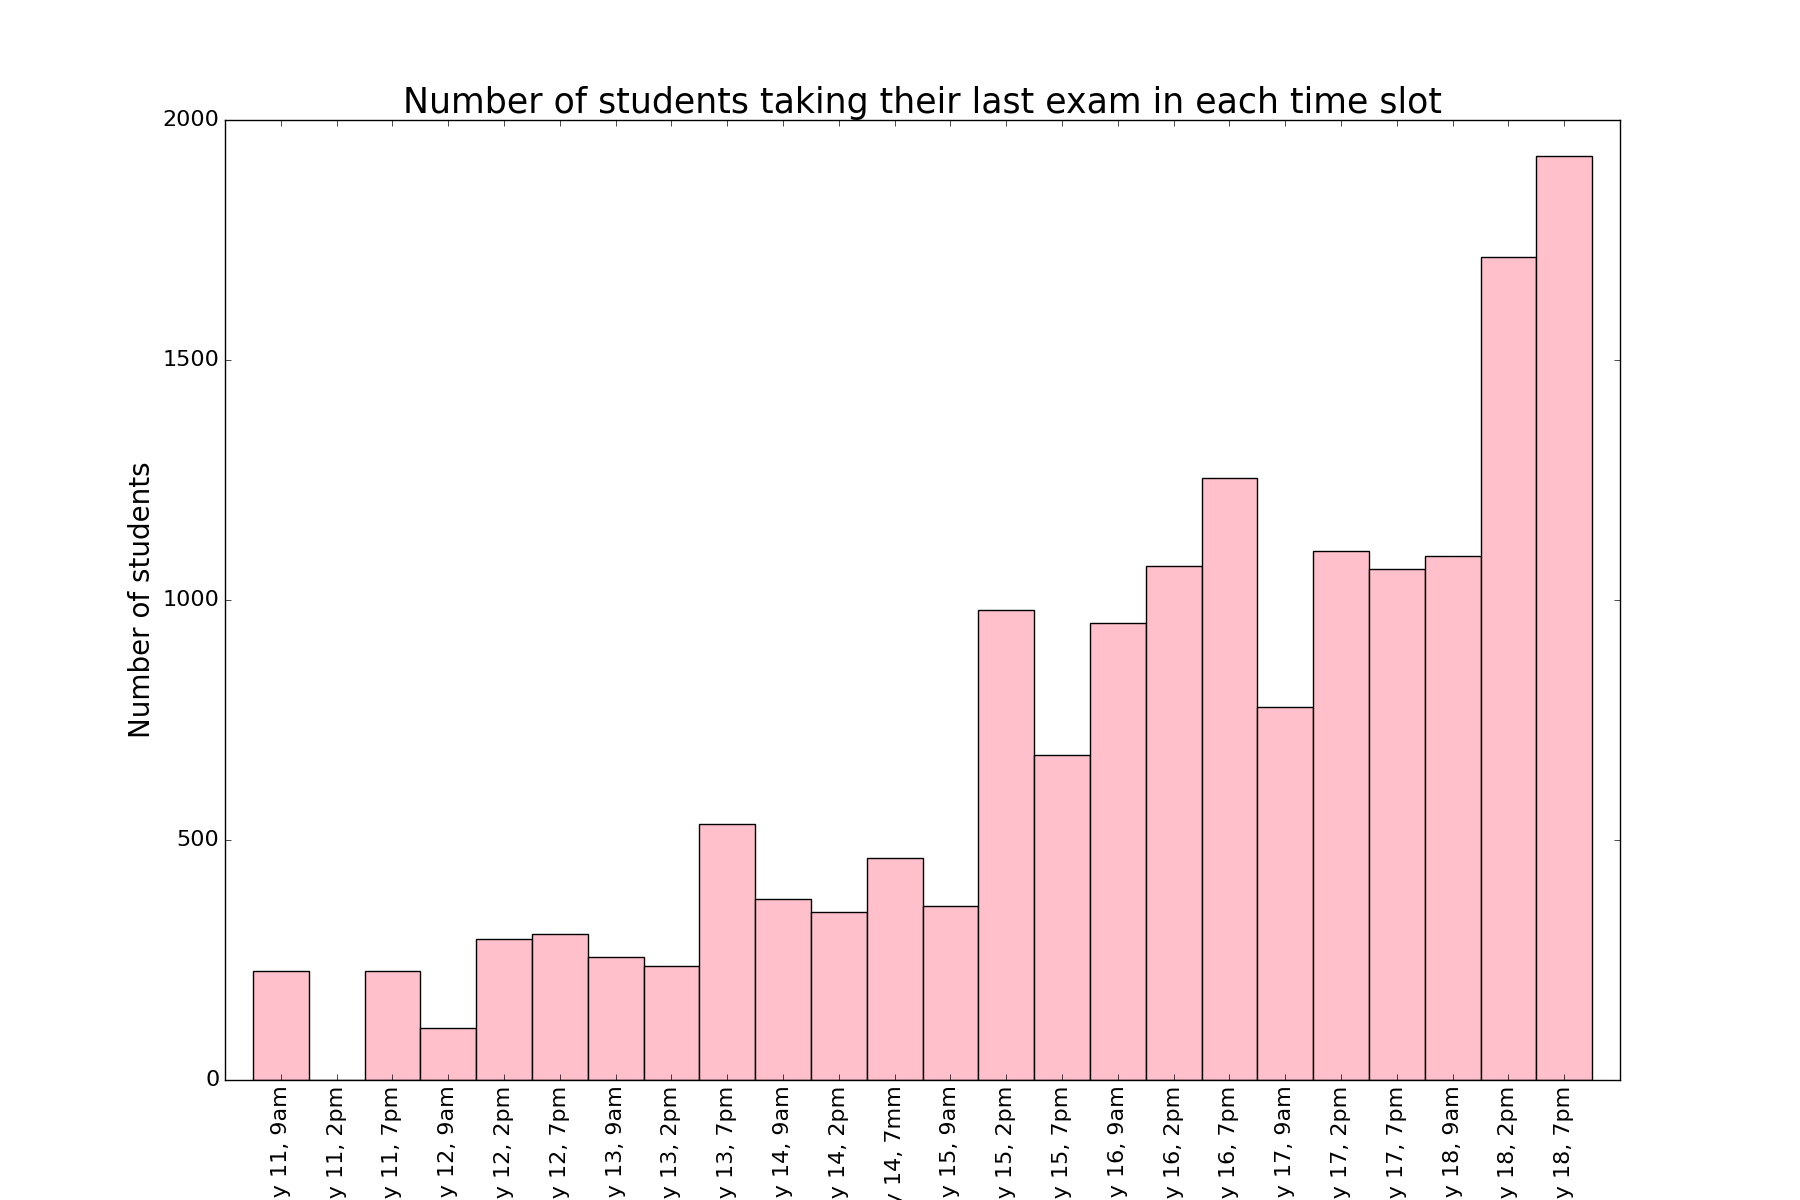 Number of students taking their last exam in each time slot
Number of students
2000
1500
1000
500
0
y 11, 9am
y 11, 2pm
y 11, 7pm
y 12, 9am
y 12, 2pm
y 12, 7pm
y 13, 9am
y 13, 2pm
y 13, 7pm
y 14, 9am
y 14, 2pm
y 14, 7mm
y 15, 9am
y 15, 2pm
y 15, 7pm
y 16, 9am
y 16, 2pm
y 16, 7pm
y 17, 9am
y 17, 2pm
y 17, 7pm
y 18, 9am
y 18, 2pm
y 18, 7pm